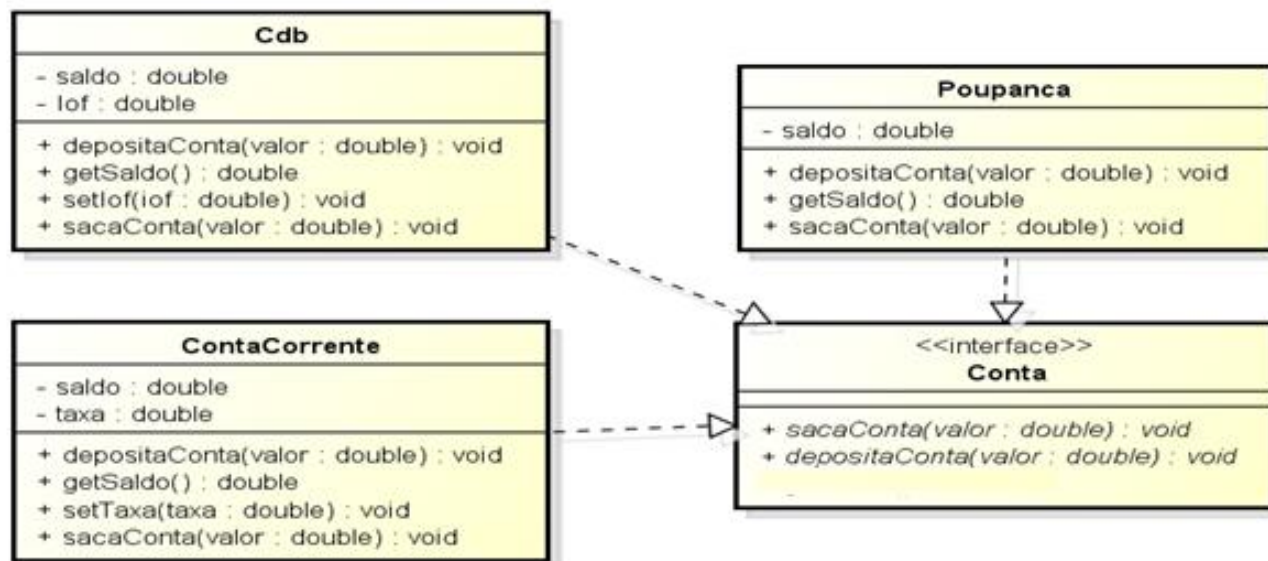 Cdb
- saldo : double
- Iof : double
+ depositaConta(valor : double) : void
+ getSaldo() : double
+ setIof(iof : double) : void
+ sacaConta(valor : double) : void
Poupanca
- saldo : double
+ depositaConta(valor : double) : void
+ getSaldo() : double
+ sacaConta(valor : double) : void
ContaCorrente
- saldo : double
- taxa : double
+ depositaConta(valor : double) : void
+ getSaldo() : double
+ setTaxa(taxa : double) : void
+ sacaConta(valor : double) : void
<<interface>>
Conta
+ sacaConta(valor : double) : void
+ depositaConta(valor : double) : void